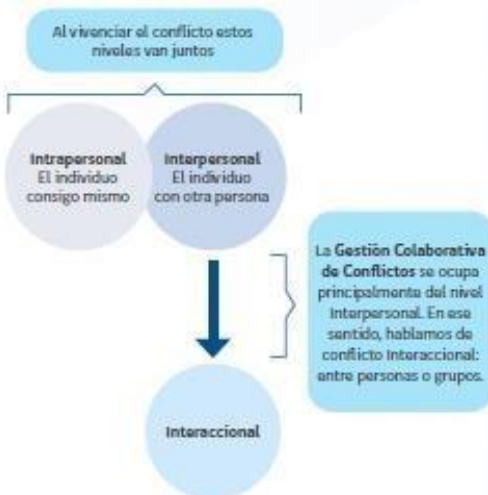 Al vivenciar el conflicto estos
niveles van juntos
Intrapersonal
El individuo
consigo mismo
Interpersonal
El individuo
con otra persona
La Gestión Colaborativa
de Conflictos se ocupa
principalmente del nivel
Interpersonal. En ese
sentido, hablamos de
conflicto Interaccional:
entre personas o grupos.
Interaccional